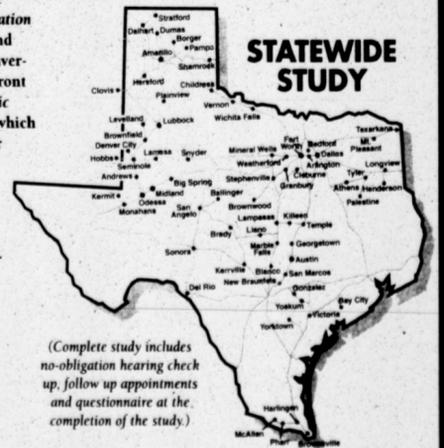 ation
nd
ver-
ront
ic
which
STATEWIDE
STUDY
Stratford
Dalhart
Dumas
Borger
Pampa
Amarillo
Shamrock
Hereford
Childress
Clovis
Plainview
Vernon
Wichita Falls
Levelland
Lubbock
Brownfield
Denver City
Lamesa
Snyder
Hobbs
Seminole
Andrews
Big Spring
Midland
Kermit
Odessa
Monahans
San
Angelo
Ballinger
Texarkana
Mt.
Pleasant
Mineral Wells
Fort
Worth
Bedford
Dallas
Weatherford
Arlington
Longview
Cleburne
Tyler
Stephenville
Granbury
Athens
Henderson
Palestine
Brownwood
Lampasas
Killeen
Temple
Brady
Llano
Marble
Falls
Georgetown
Sonora
Austin
Kerrville
Blanco
San Marcos
New Braunfels
Del Rio
Gonzalez
Yoakum
Bay City
Victoria
Yorktown
(Complete study includes
no-obligation hearing check
up, follow up appointments
and questionnaire at the
completion of the study.)
Harlingen
McAllen
Pharr
Brownsville